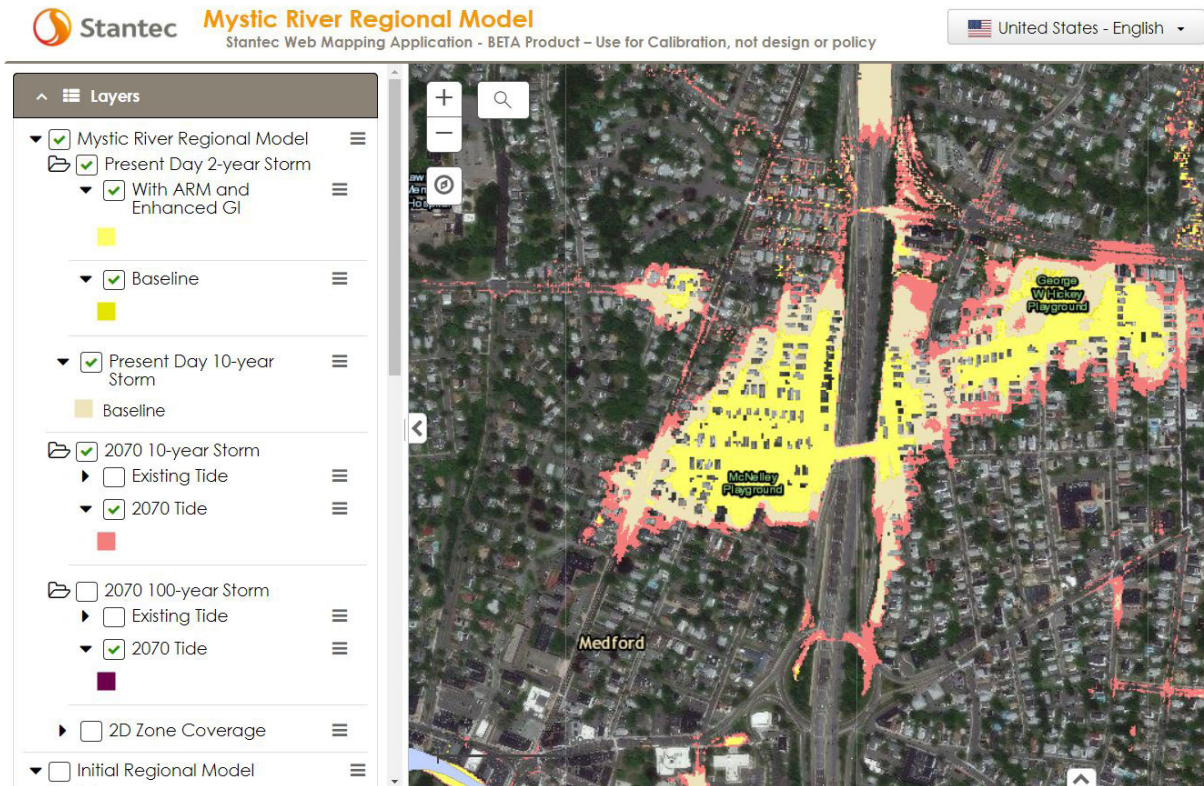 Stantec
Mystic River Regional Model
Stantec Web Mapping Application - BETA Product – Use for Calibration, not design or policy
United States - English
Layers
Mystic River Regional Model
Present Day 2-year Storm
With ARM and
Enhanced GI
Baseline
Present Day 10-year
Storm
Baseline
2070 10-year Storm
Existing Tide
2070 Tide
2070 100-year Storm
Existing Tide
2070 Tide
2D Zone Coverage
Initial Regional Model
George
W Hickey
Playground
McNelley
Playground
Medford